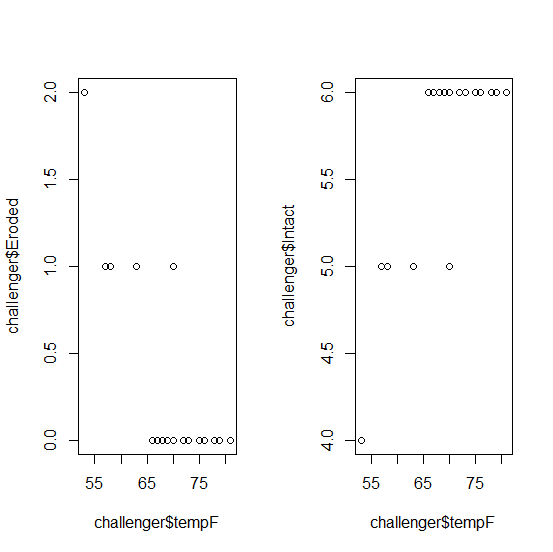 challenger$Eroded
2.0
1.5
1.0
0.5
0.0
55 65 75
challenger$tempF
challenger$Intact
6.0
5.5
5.0
4.5
4.0
55 65 75
challenger$tempF